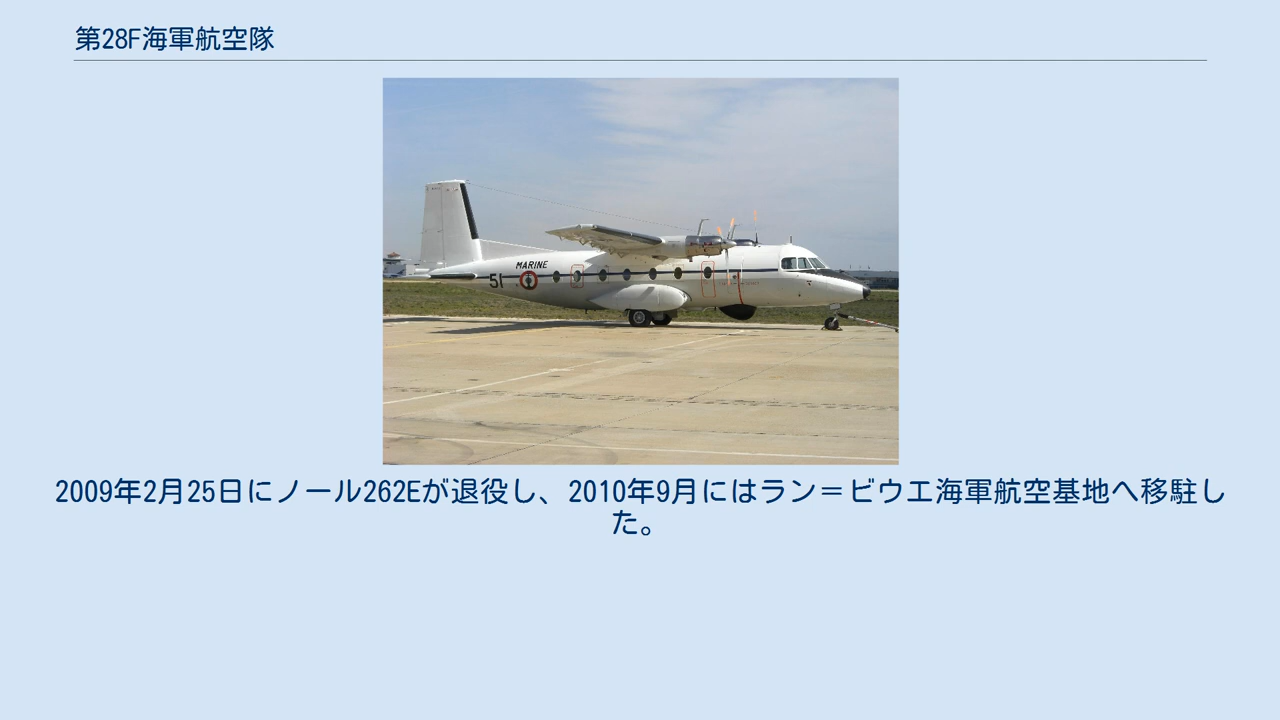 第28F海軍航空隊
MARINE
51
2009年2月25日にノール262Eが退役し、2010年9月にはラン＝ビウエ海軍航空基地へ移駐し
た。